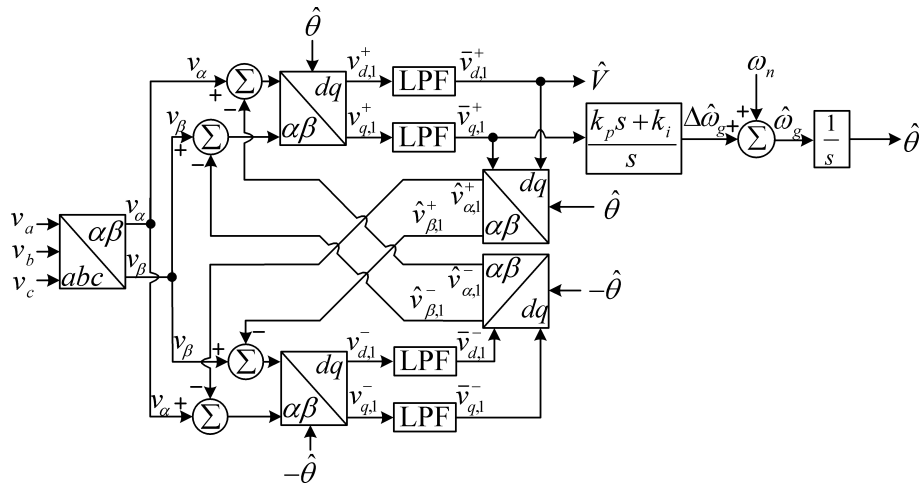 θ̂
v_α
+
-
Σ
dq
αβ
v_{d,1}^+
LPF
v̄_{d,1}^+
V̂
v_β
+
-
Σ
v_{q,1}^+
LPF
v̄_{q,1}^+
k_p s + k_i
s
Δω̂_g
+
+
ω_n
Σ
ω̂_g
1
s
θ̂
v_a
v_b
v_c
αβ
abc
v_α
v_β
v̂_{α,1}^+
v̂_{β,1}^+
dq
αβ
θ̂
v̂_{α,1}^-
v̂_{β,1}^-
αβ
dq
-θ̂
v_β
+
-
Σ
dq
αβ
v_{d,1}^-
LPF
v̄_{d,1}^-
v_α
+
-
Σ
v_{q,1}^-
LPF
v̄_{q,1}^-
-θ̂